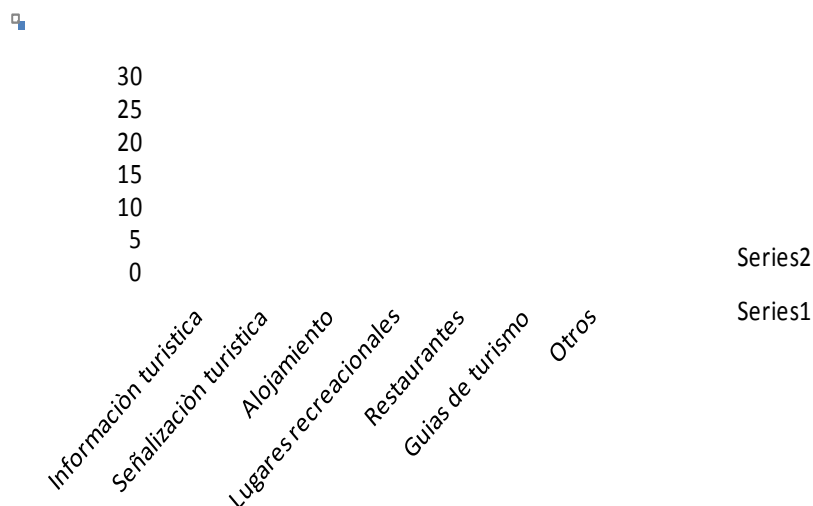 30
25
20
15
10
5
0
Series2
Series1
Informaciòn turistica
Señalizaciòn turistica
Alojamiento
Lugares recreacionales
Restaurantes
Guias de turismo
Otros